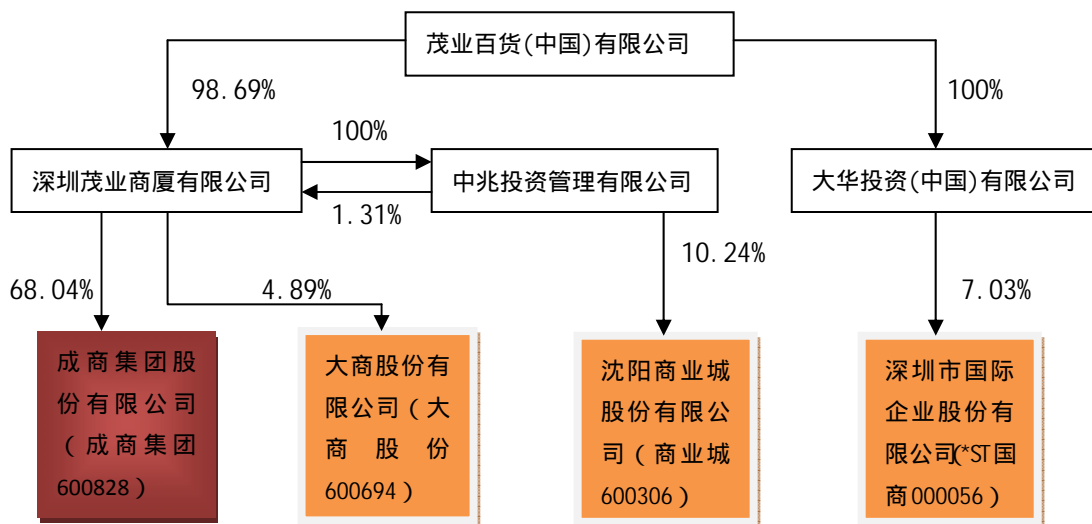 茂业百货(中国)有限公司
98.69%
100%
100%
深圳茂业商厦有限公司
中兆投资管理有限公司
大华投资(中国)有限公司
1.31%
10.24%
68.04%
4.89%
7.03%
成商集团股
份有限公司
（成商集团
600828）
大商股份有
限公司（大
商股份
600694）
沈阳商业城
股份有限公
司（商业城
600306）
深圳市国际
企业股份有
限公司(*ST国
商000056）